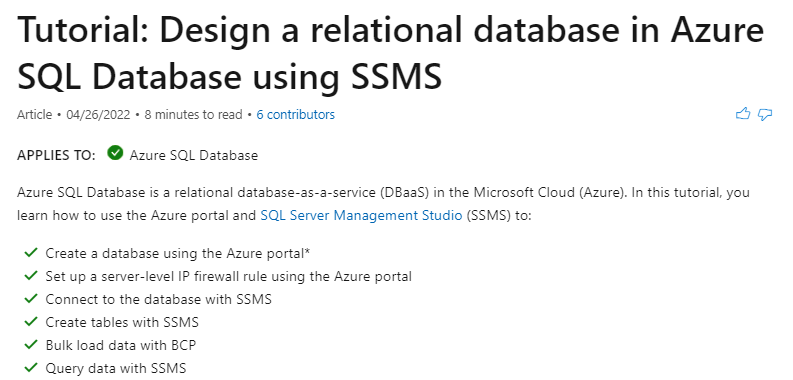 Tutorial: Design a relational database in Azure
SQL Database using SSMS
Article • 04/26/2022 • 8 minutes to read • 6 contributors
APPLIES TO: Azure SQL Database
Azure SQL Database is a relational database-as-a-service (DBaaS) in the Microsoft Cloud (Azure). In this tutorial, you
learn how to use the Azure portal and SQL Server Management Studio (SSMS) to:
Create a database using the Azure portal*
Set up a server-level IP firewall rule using the Azure portal
Connect to the database with SSMS
Create tables with SSMS
Bulk load data with BCP
Query data with SSMS